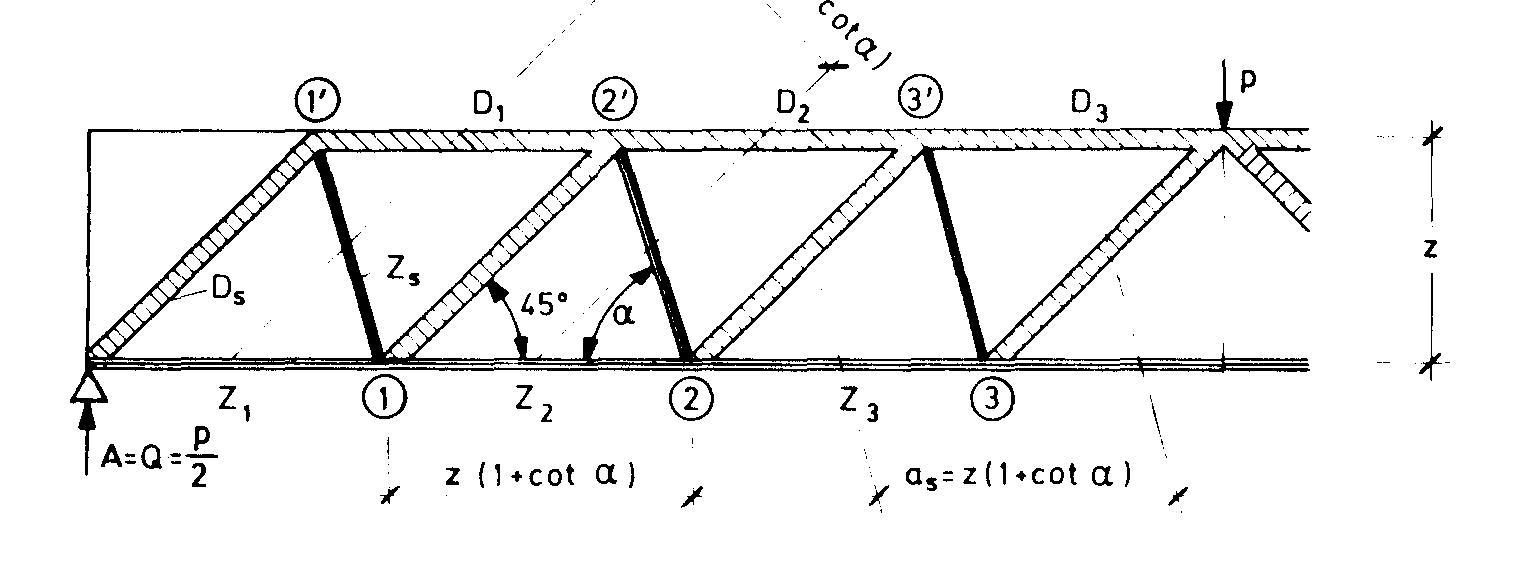 cot α)
1' D1 2' D2 3' D3 p
Zs
Ds
45° α
z
Z1 1 Z2 2 Z3 3
A=Q=p/2
z (1+cot α) as=z(1+cot α)